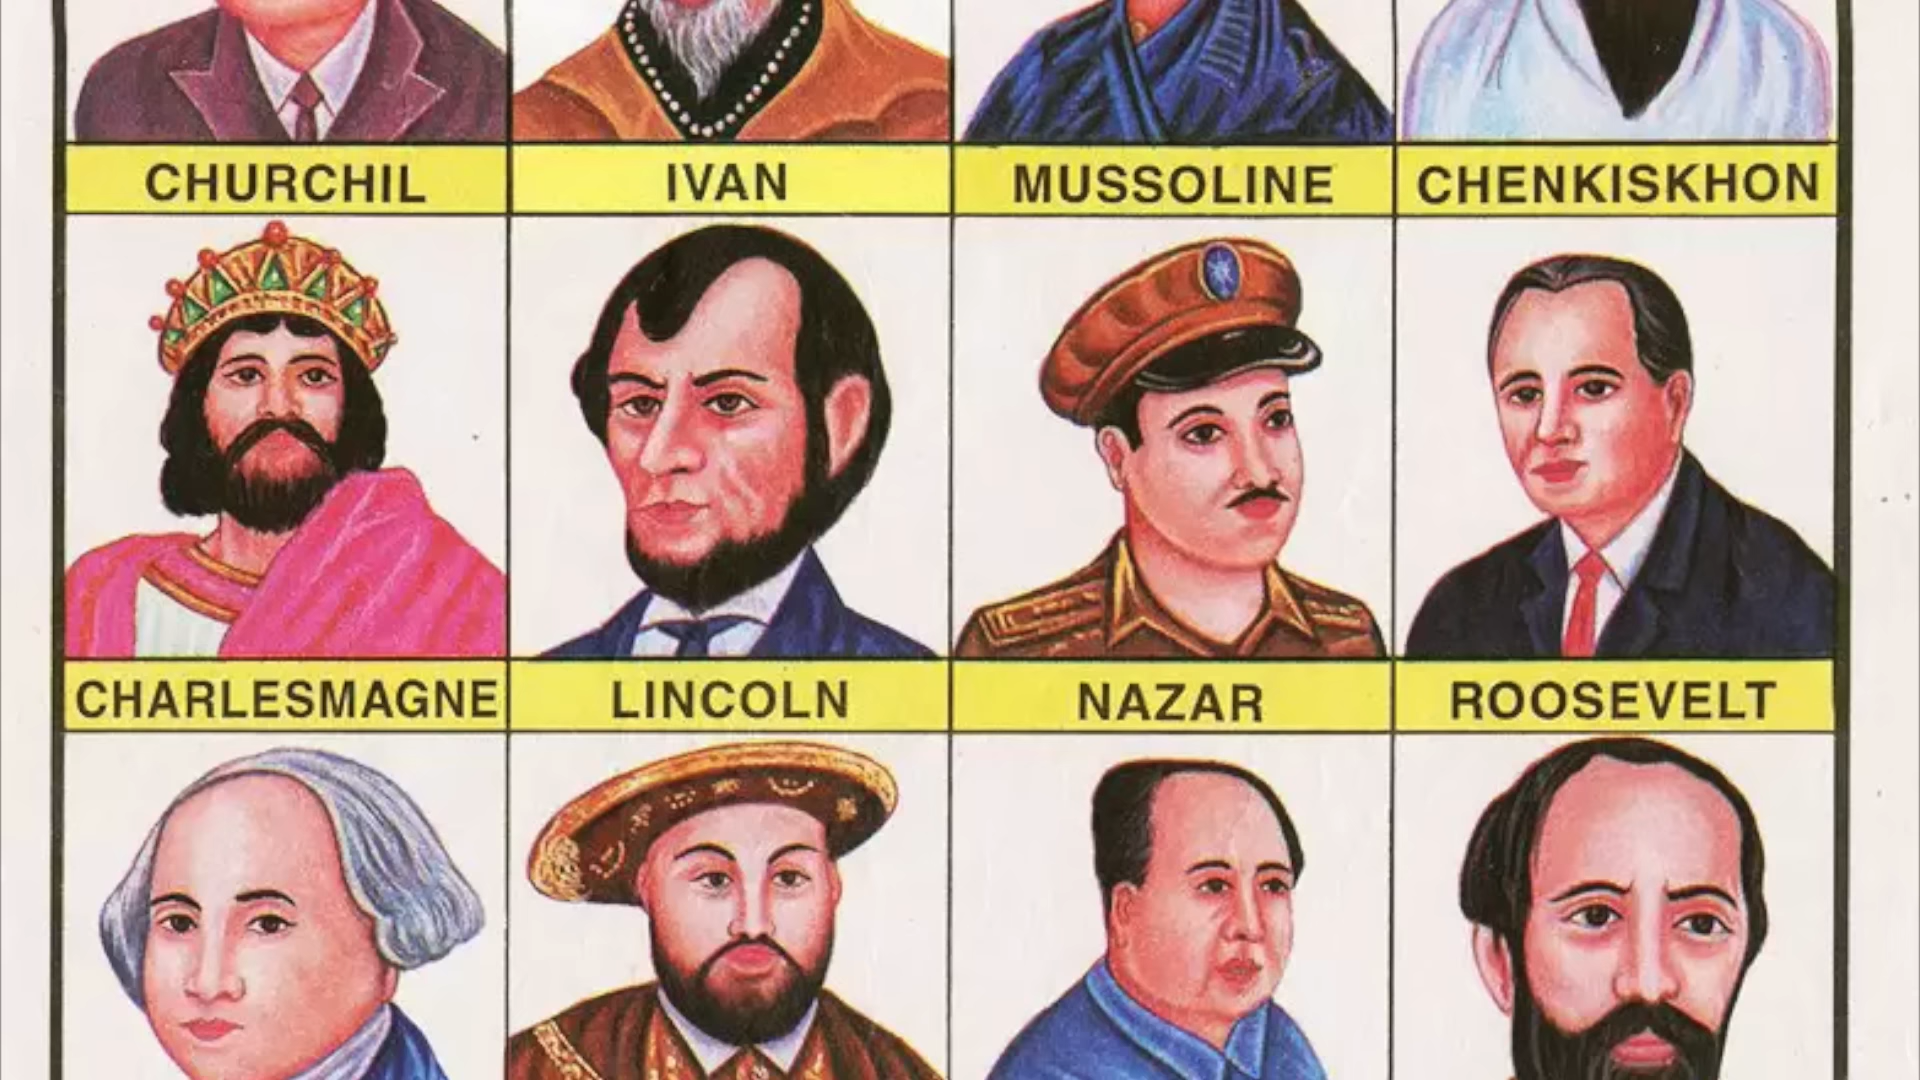 CHURCHIL
IVAN
MUSSOLINE
CHENKISKHON
CHARLESMAGNE
LINCOLN
NAZAR
ROOSEVELT